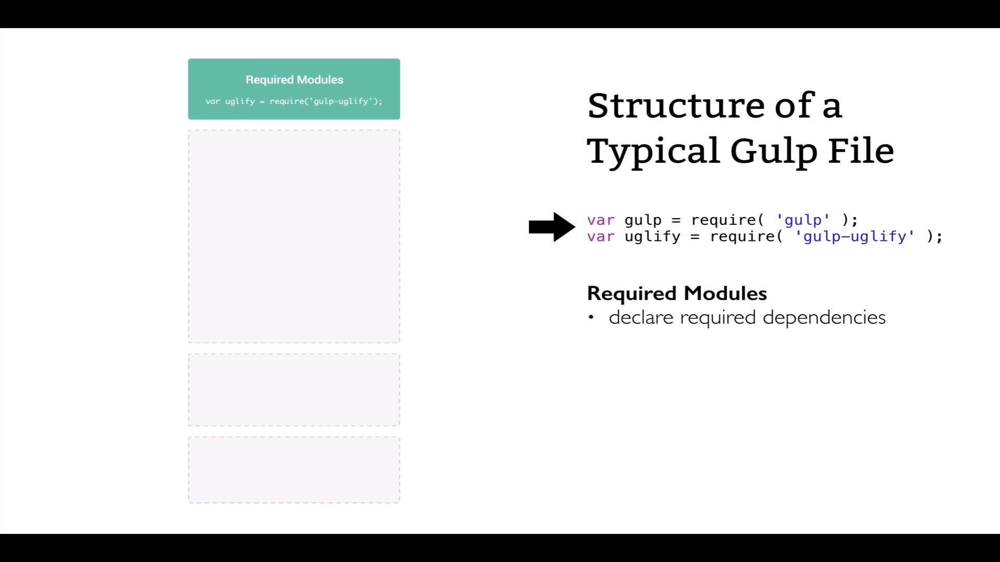 Required Modules
var uglify = require('gulp-uglify');
Structure of a
Typical Gulp File
var gulp = require( 'gulp' );
var uglify = require( 'gulp-uglify' );
Required Modules
• declare required dependencies